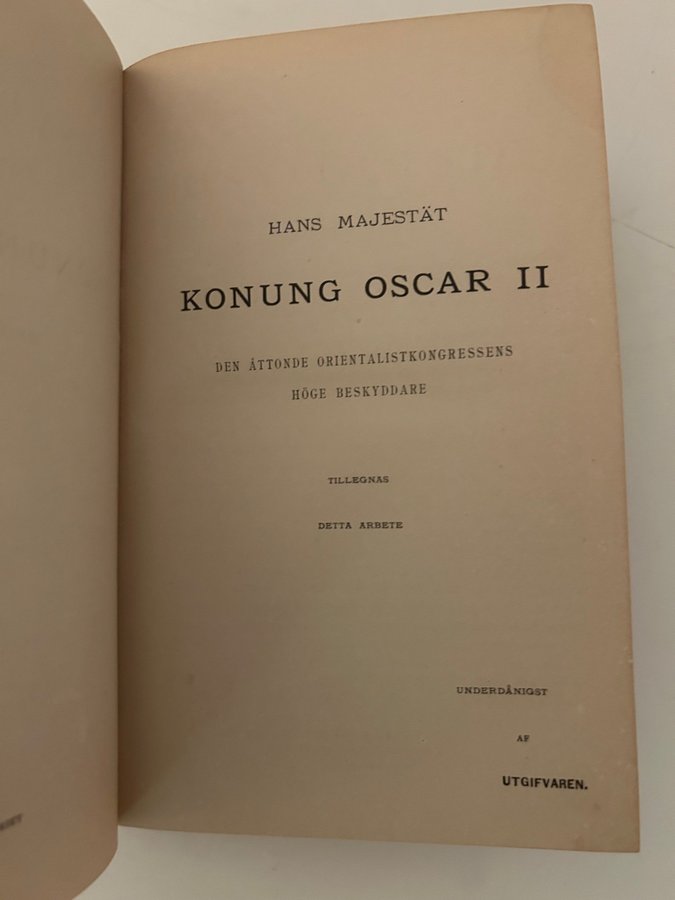 HANS MAJESTÄT
KONUNG OSCAR II
DEN ÅTTONDE ORIENTALISTKONGRESSENS
HÖGE BESKYDDARE
TILLEGNAS
DETTA ARBETE
UNDERDÅNIGST
AF
UTGIFVAREN.